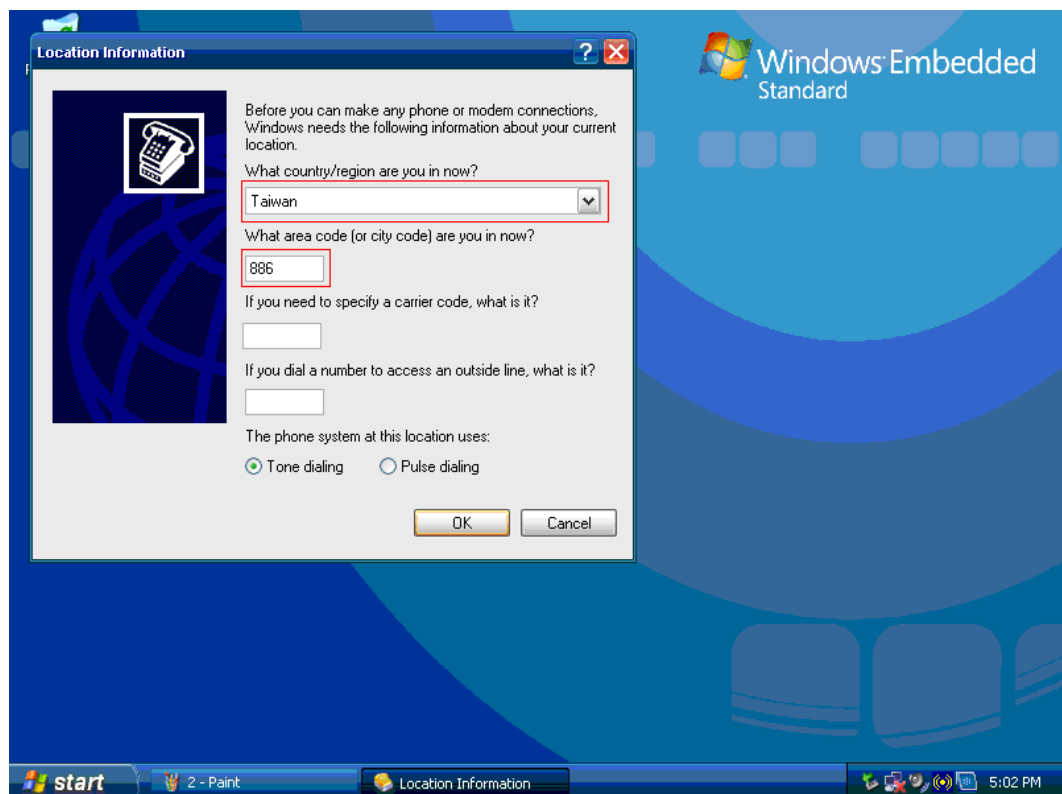 Location Information
Windows Embedded
Standard
Before you can make any phone or modem connections,
Windows needs the following information about your current
location.
What country/region are you in now?
Taiwan
What area code (or city code) are you in now?
886
If you need to specify a carrier code, what is it?
If you dial a number to access an outside line, what is it?
The phone system at this location uses:
Tone dialing Pulse dialing
OK Cancel
start 2 - Paint Location Information 5:02 PM